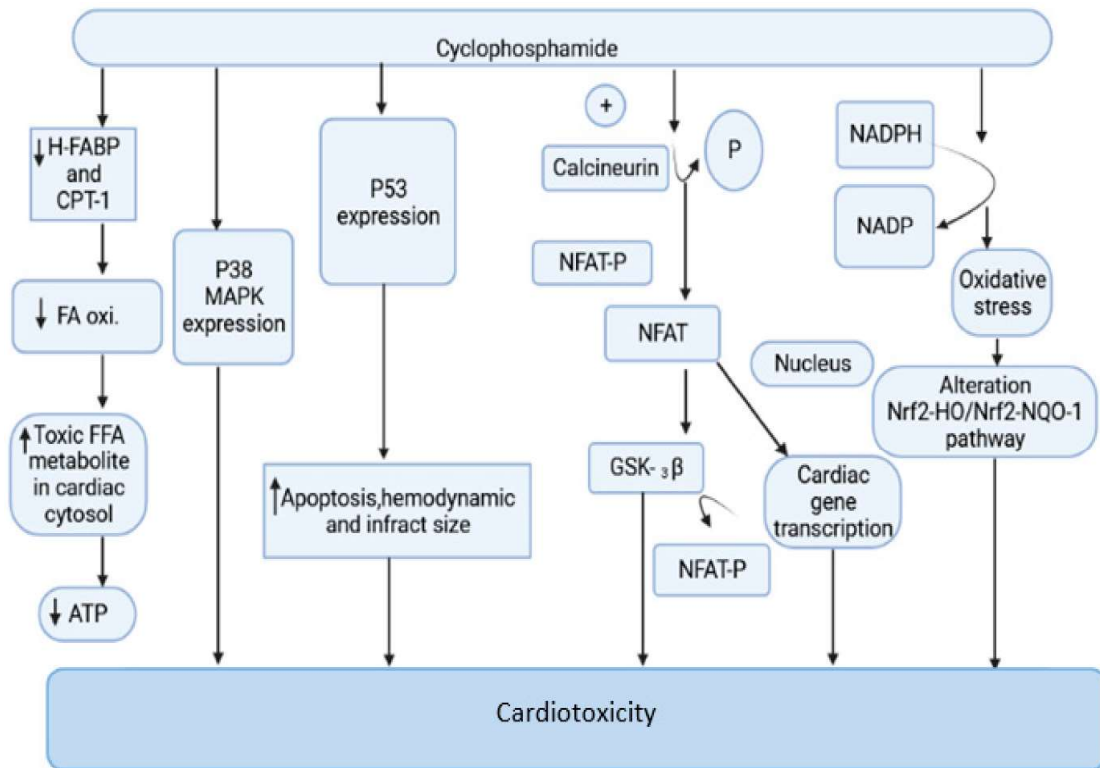 Cyclophosphamide
↓ H-FABP
and
CPT-1
↓ FA oxi.
↑ Toxic FFA
metabolite
in cardiac
cytosol
↓ ATP
P38
MAPK
expression
P53
expression
↑ Apoptosis,hemodynamic
and infract size
+
Calcineurin
P
NFAT-P
NFAT
Nucleus
GSK- ₃β
NFAT-P
Cardiac
gene
transcription
NADPH
NADP
Oxidative
stress
Alteration
Nrf2-HO/Nrf2-NQO-1
pathway
Cardiotoxicity